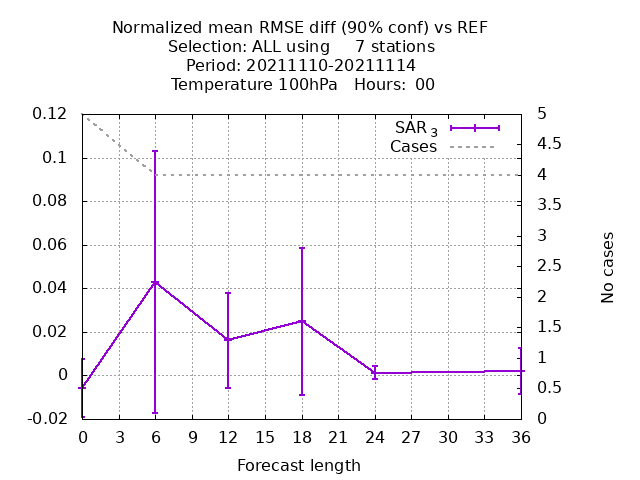 Normalized mean RMSE diff (90% conf) vs REF
Selection: ALL using     7 stations
Period: 20211110-20211114
Temperature 100hPa   Hours:  00
SAR 3
Cases
0.12
0.1
0.08
0.06
0.04
0.02
0
-0.02
5
4.5
4
3.5
3
2.5
2
1.5
1
0.5
0
No cases
0 3 6 9 12 15 18 21 24 27 30 33 36
Forecast length